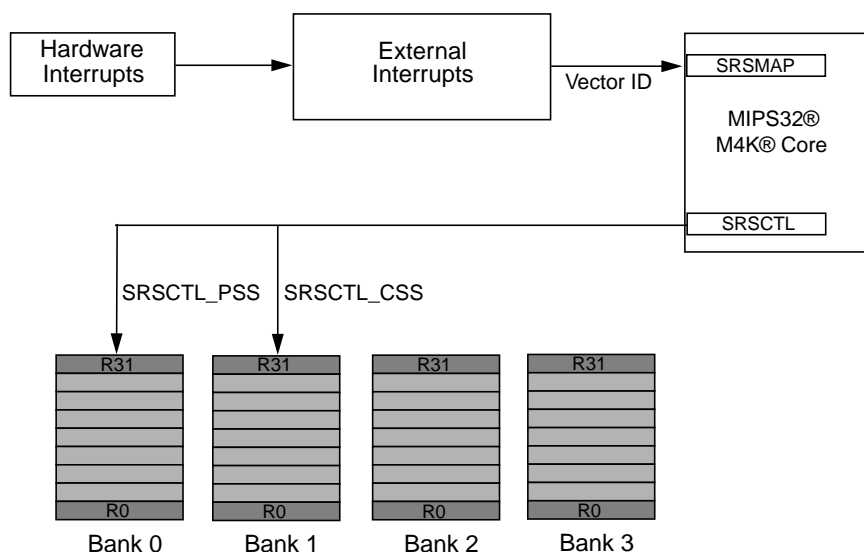 Hardware
Interrupts
External
Interrupts
Vector ID
SRSMAP
MIPS32®
M4K® Core
SRSCTL
SRSCTL_PSS
SRSCTL_CSS
R31
R31
R31
R31
R0
R0
R0
R0
Bank 0
Bank 1
Bank 2
Bank 3